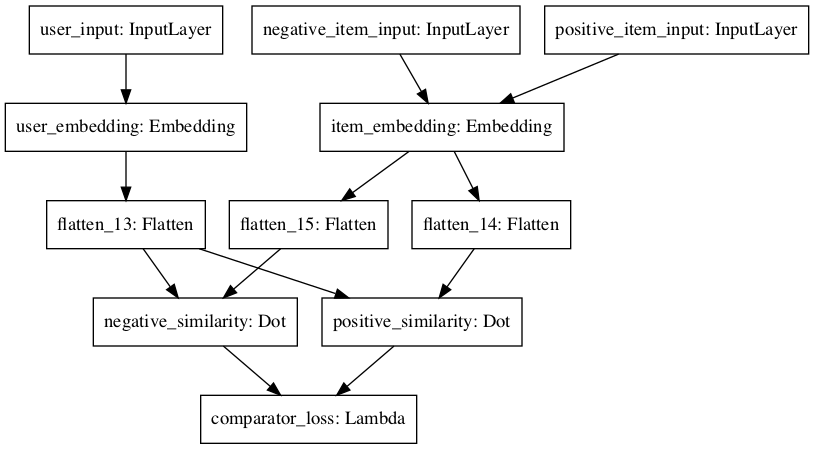 user_input: InputLayer
negative_item_input: InputLayer
positive_item_input: InputLayer
user_embedding: Embedding
item_embedding: Embedding
flatten_13: Flatten
flatten_15: Flatten
flatten_14: Flatten
negative_similarity: Dot
positive_similarity: Dot
comparator_loss: Lambda